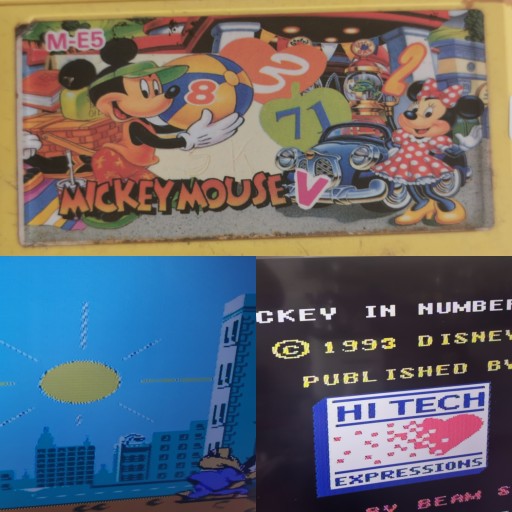 M-E5
8
3
2
71
MICKEY MOUSE V
CKEY IN NUMBER
© 1993 DISNEY
PUBLISHED BY
HI TECH
EXPRESSIONS
BY BEAM S